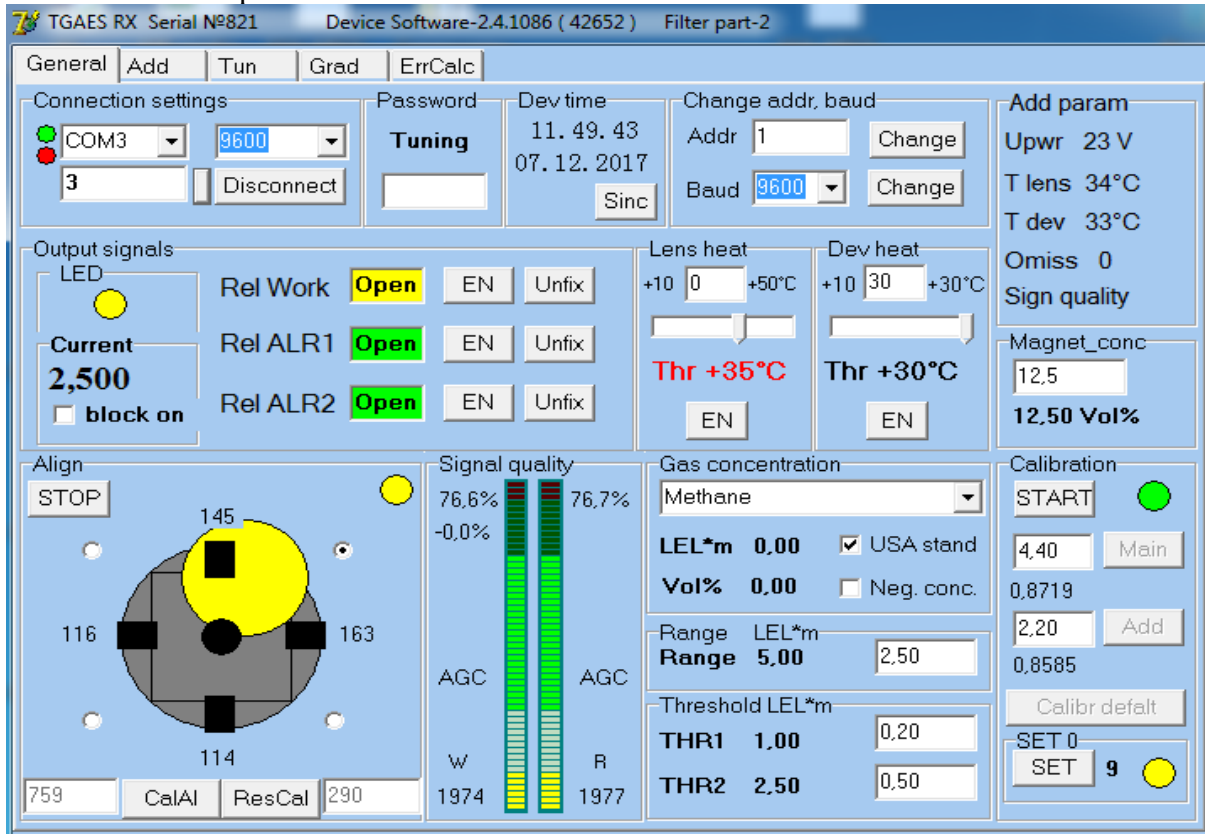 TGAES RX Serial №821 Device Software-2.4.1086 ( 42652 ) Filter part-2
General Add Tun Grad ErrCalc
Connection settings
COM3 9600
3 Disconnect
Password
Tuning
Dev time
11. 49. 43
07. 12. 2017
Sinc
Change addr, baud
Addr 1 Change
Baud 9600 Change
Add param
Upwr 23 V
T lens 34°C
T dev 33°C
Omiss 0
Sign quality
Output signals
LED
Current
2,500
block on
Rel Work Open EN Unfix
Rel ALR1 Open EN Unfix
Rel ALR2 Open EN Unfix
Lens heat
+10 0 +50°C
Thr +35°C
EN
Dev heat
+10 30 +30°C
Thr +30°C
EN
Magnet_conc
12,5
12,50 Vol%
Align
STOP
145
116 163
114
759 CalAl ResCal 290
Signal quality
76,6% 76,7%
-0,0%
AGC AGC
W R
1974 1977
Gas concentration
Methane
LEL*m 0,00 USA stand
Vol% 0,00 Neg. conc.
Range LEL*m
Range 5,00 2,50
Threshold LEL*m
THR1 1,00 0,20
THR2 2,50 0,50
Calibration
START
4,40 Main
0,8719
2,20 Add
0,8585
Calibr defalt
SET 0
SET 9